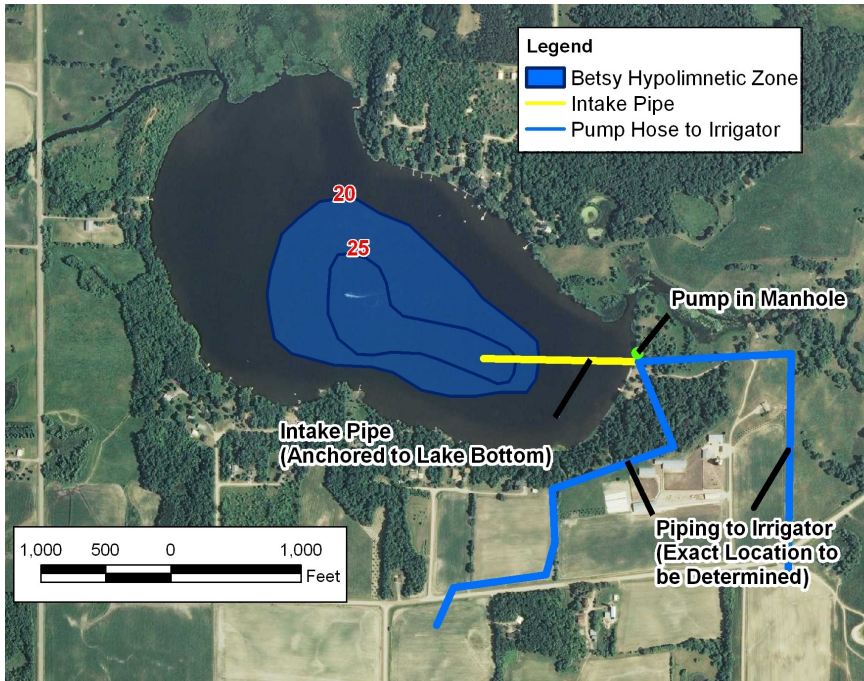 Legend
Betsy Hypolimnetic Zone
Intake Pipe
Pump Hose to Irrigator
20
25
Pump in Manhole
Intake Pipe
(Anchored to Lake Bottom)
Piping to Irrigator
(Exact Location to
be Determined)
1,000 500 0 1,000
Feet